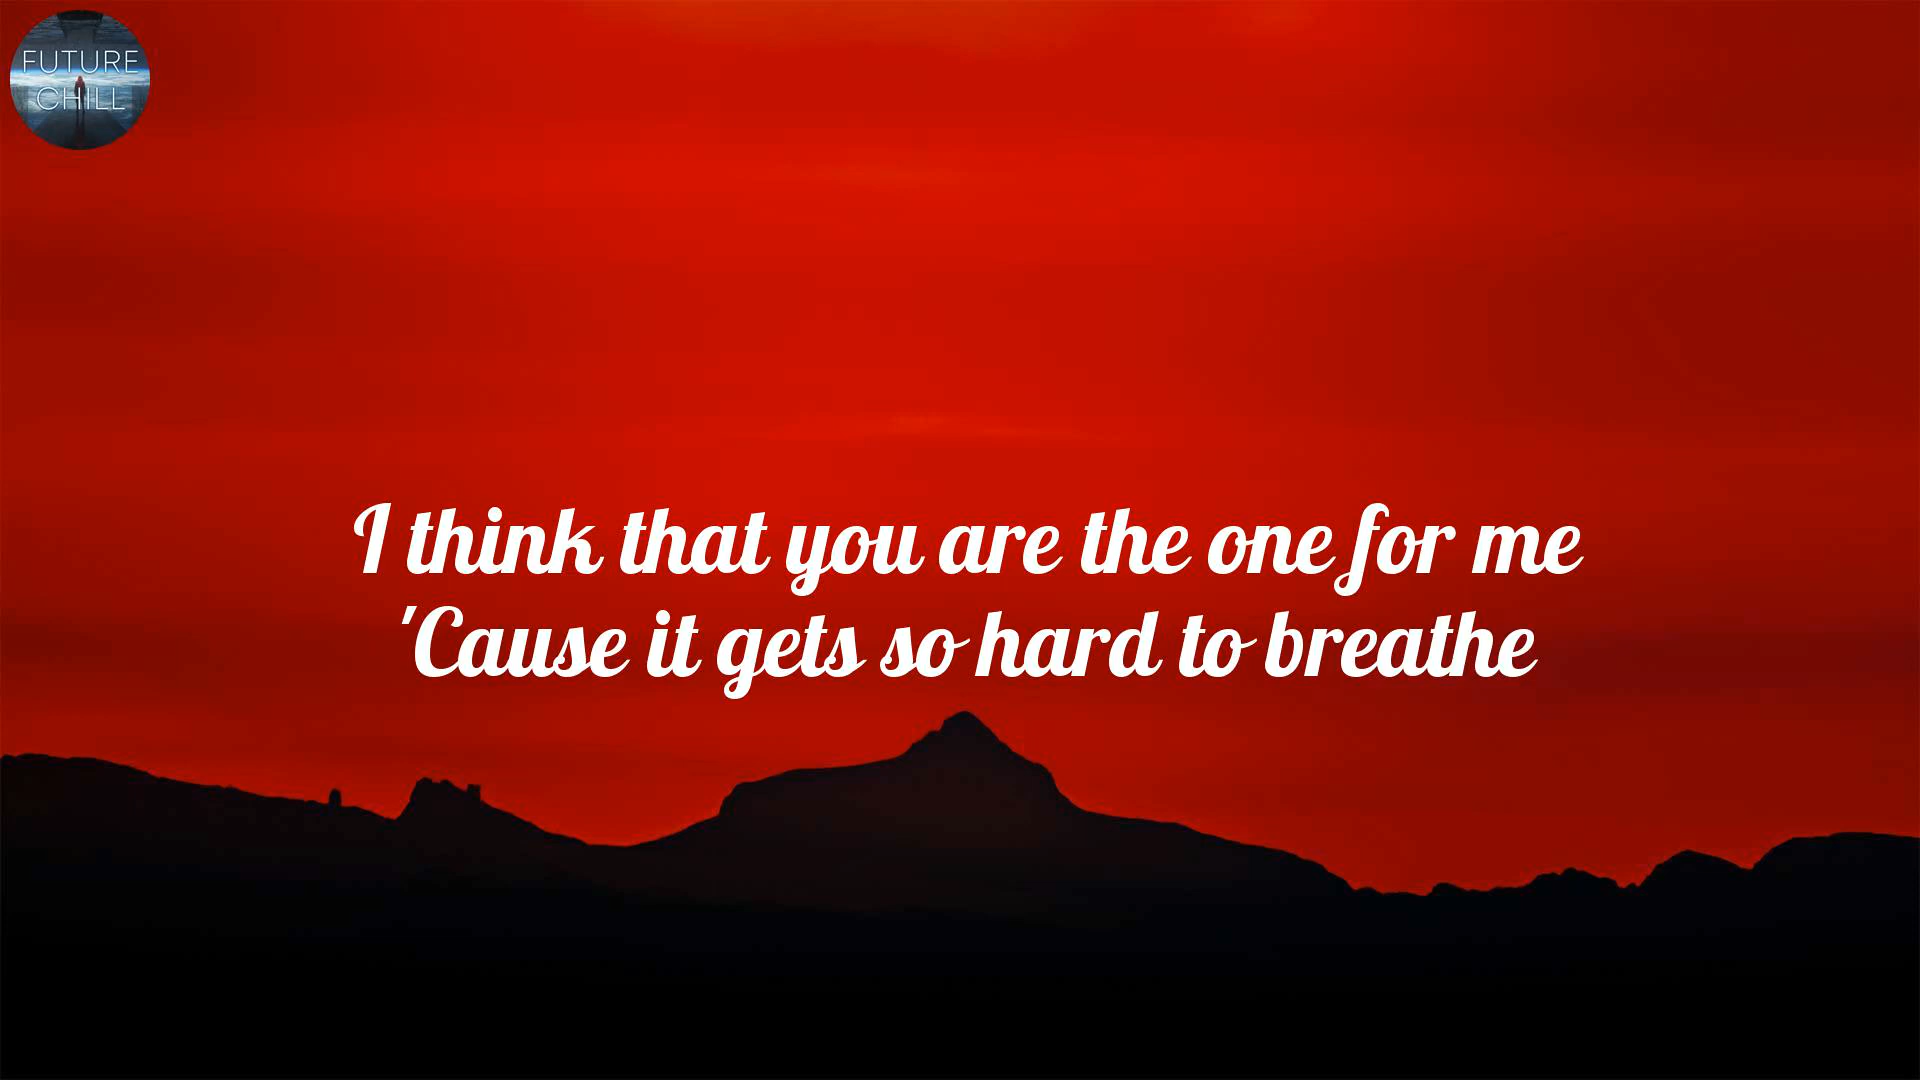 FUTURE
CHILL
I think that you are the one for me
'Cause it gets so hard to breathe